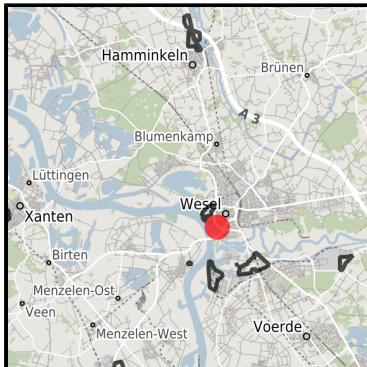 Hamminkeln
Brünen
A 3
Blumenkamp
Lüttingen
Wesel
Xanten
Birten
Menzelen-Ost
Veen
Voerde
Menzelen-West